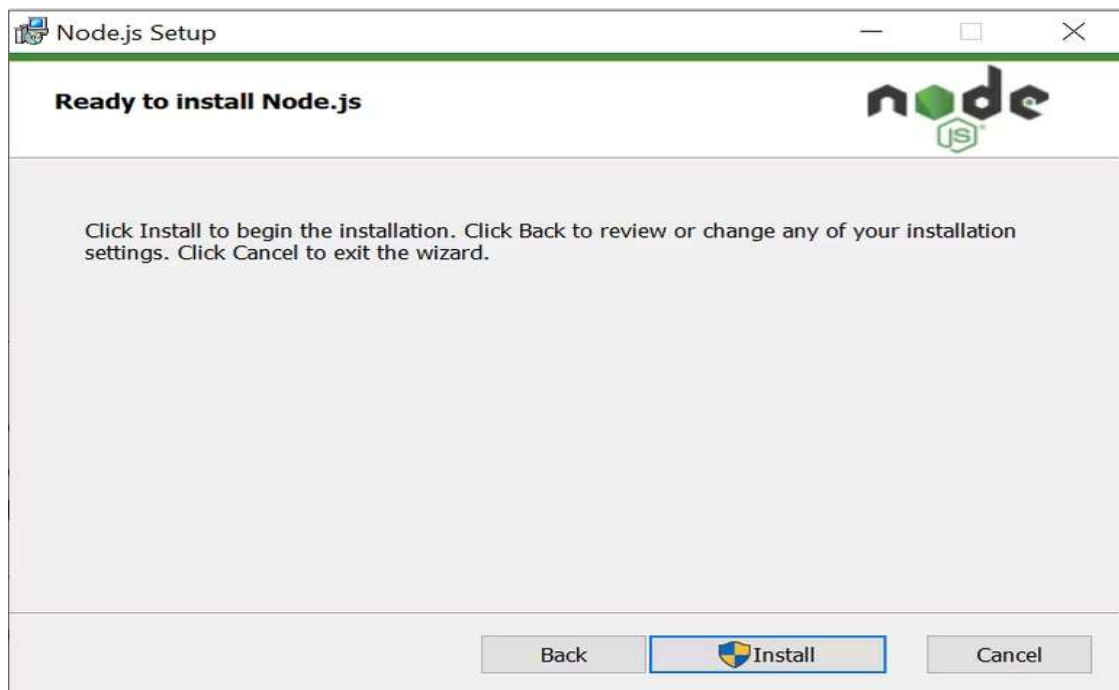 Node.js Setup
Ready to install Node.js
node
JS
Click Install to begin the installation. Click Back to review or change any of your installation
settings. Click Cancel to exit the wizard.
Back
Install
Cancel